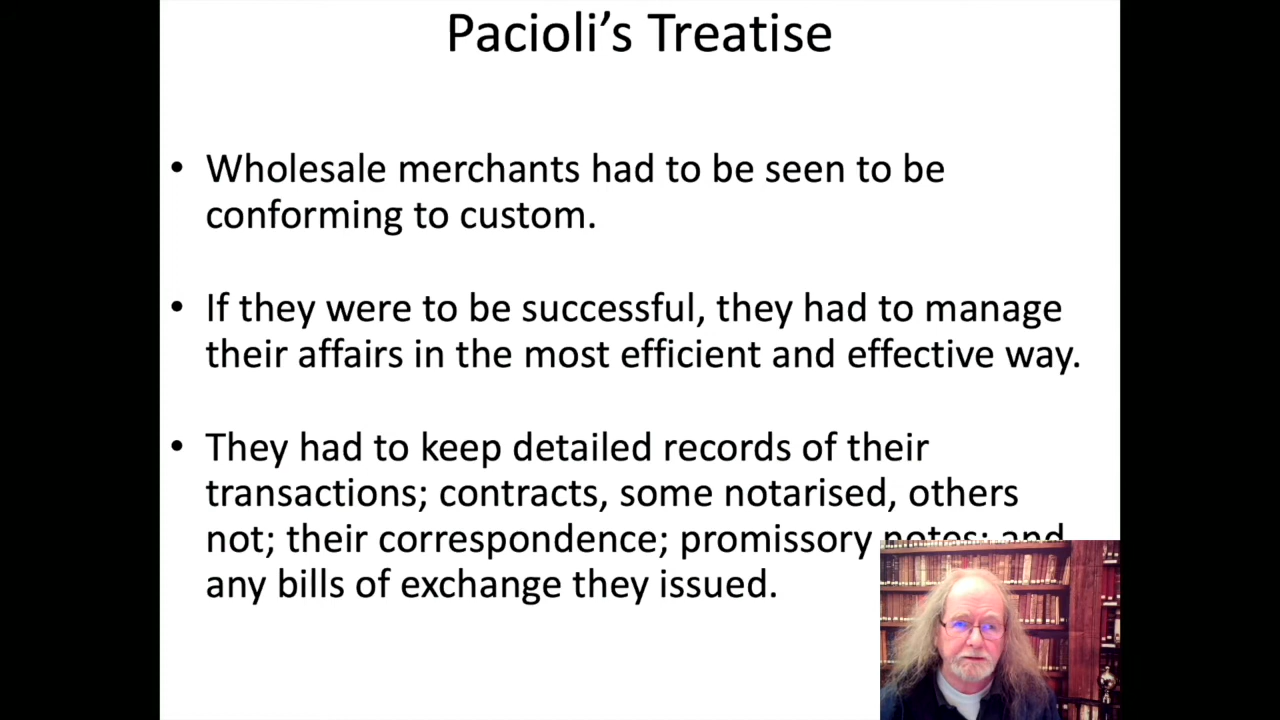 Pacioli’s Treatise
• Wholesale merchants had to be seen to be
conforming to custom.
• If they were to be successful, they had to manage
their affairs in the most efficient and effective way.
• They had to keep detailed records of their
transactions; contracts, some notarised, others
not; their correspondence; promissory notes; and
any bills of exchange they issued.